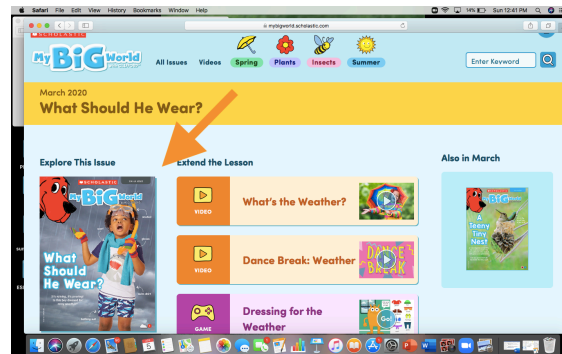 Safari File Edit View History Bookmarks Window Help
14% Sun 12:41 PM
mybigworld.scholastic.com
SCHOLASTIC
My BiG World
All Issues Videos Spring Plants Insects Summer
Enter Keyword
March 2020
What Should He Wear?
Explore This Issue
Extend the Lesson
Also in March
SCHOLASTIC
My BiG World
What
Should
He Wear?
VIDEO
What's the Weather?
VIDEO
Dance Break: Weather
DANCE
BREAK
GAME
Dressing for the
Weather
BiG
A
Teeny
Tiny
Nest